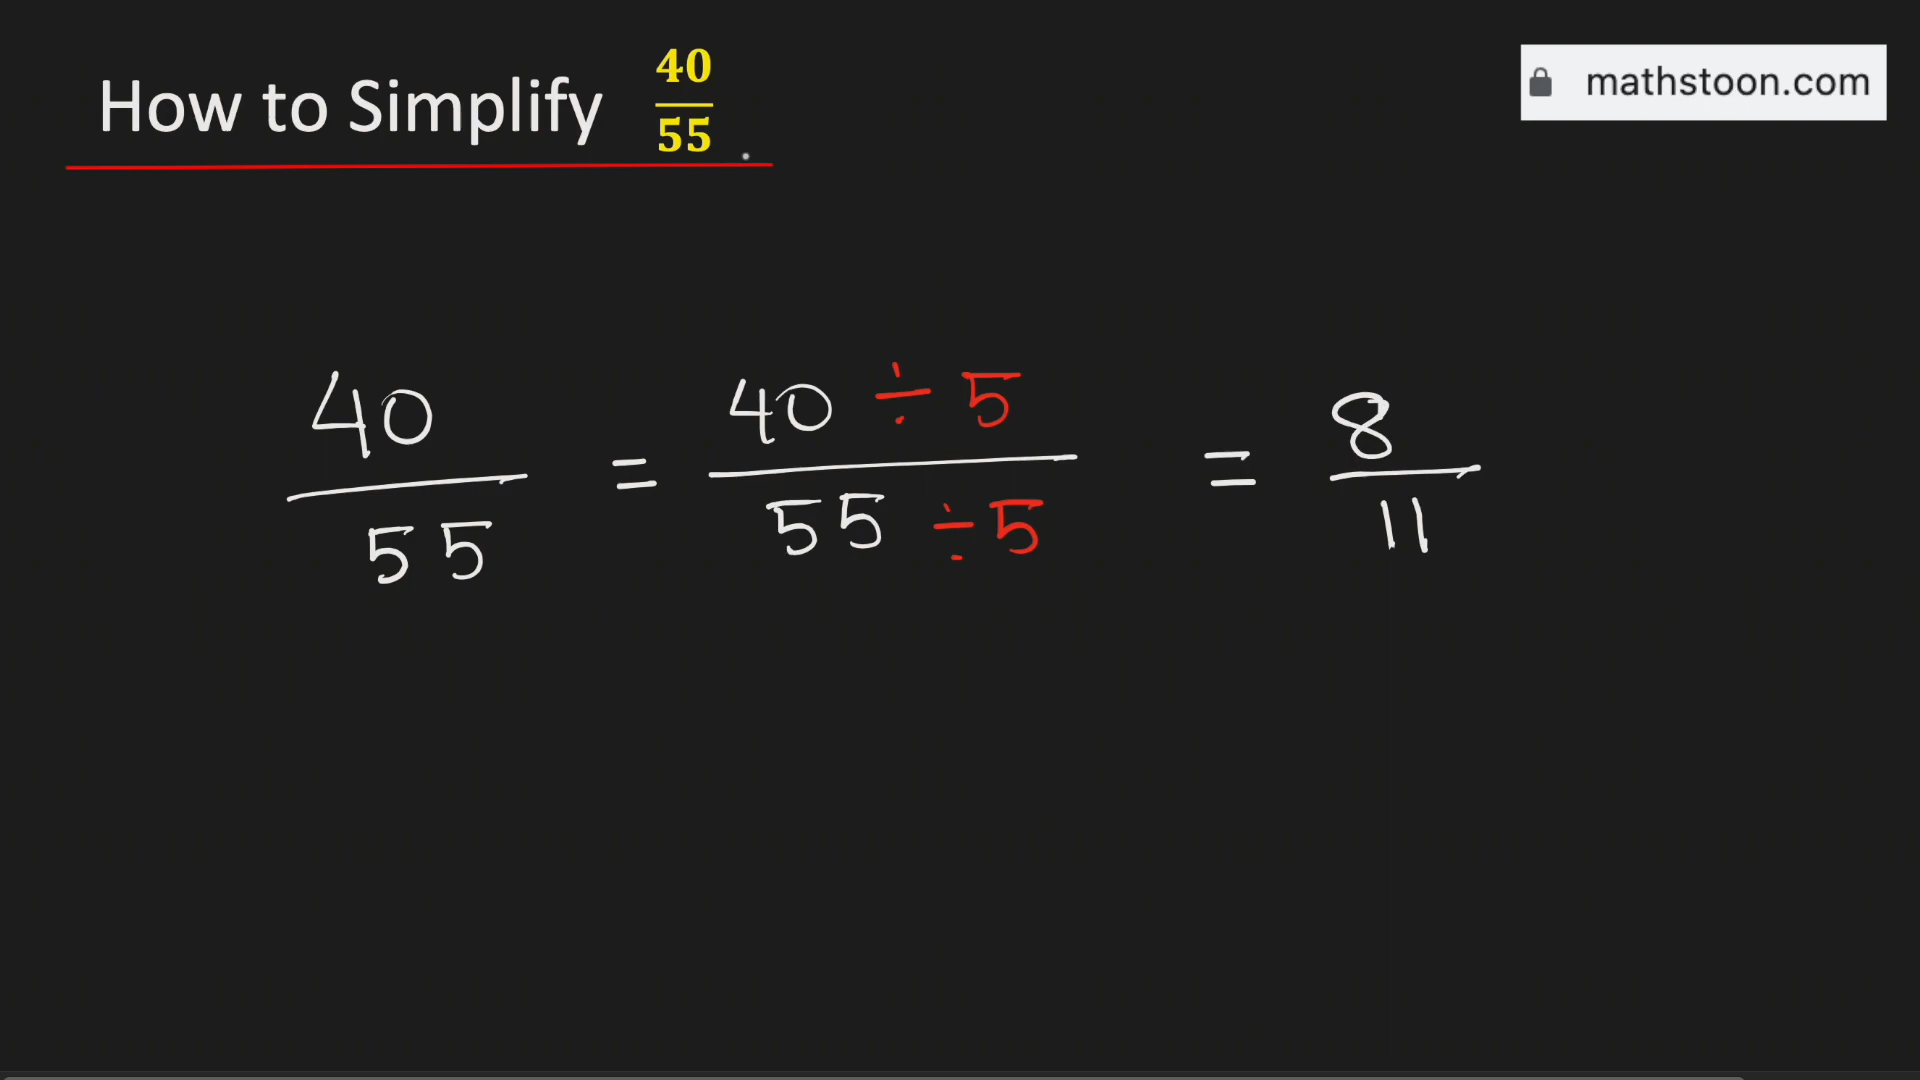 How to Simplify 40/55
mathstoon.com
40/55 = 40 ÷ 5 / 55 ÷ 5 = 8/11